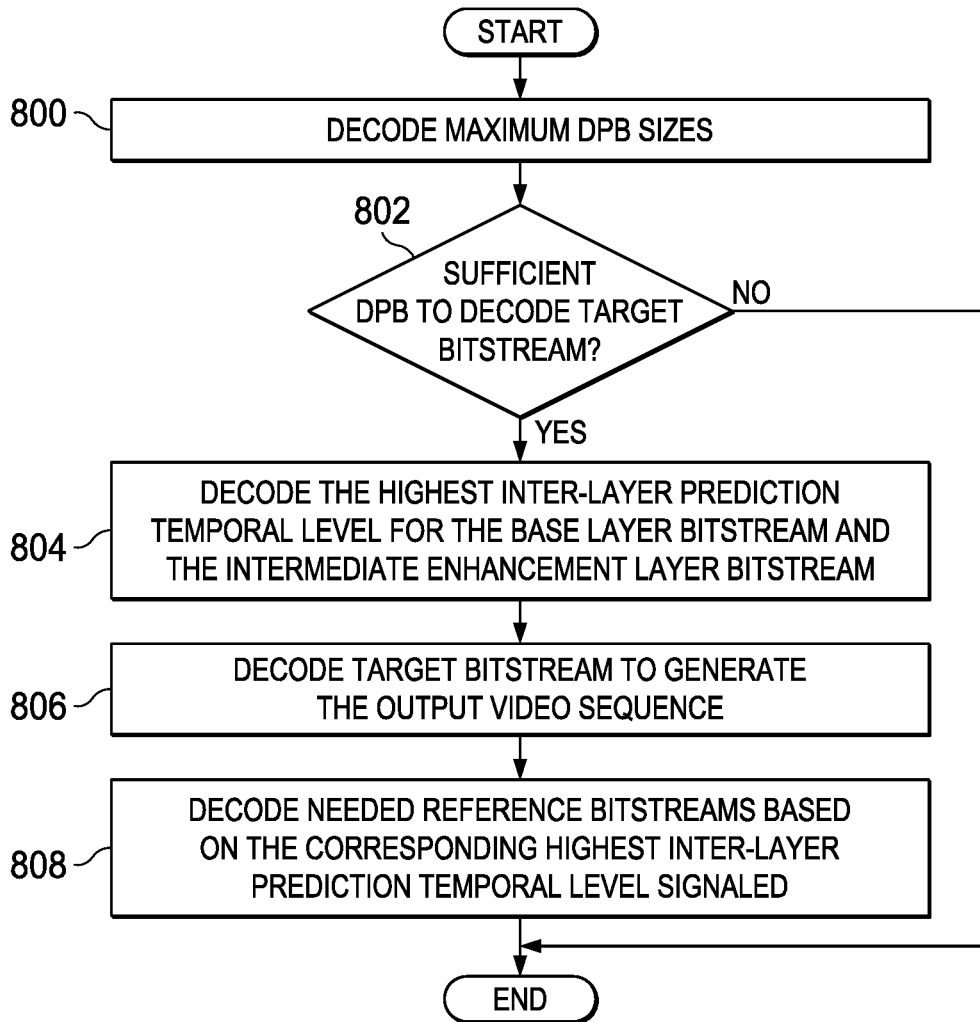 START
800
DECODE MAXIMUM DPB SIZES
802
SUFFICIENT
DPB TO DECODE TARGET
BITSTREAM?
NO
YES
804
DECODE THE HIGHEST INTER-LAYER PREDICTION
TEMPORAL LEVEL FOR THE BASE LAYER BITSTREAM AND
THE INTERMEDIATE ENHANCEMENT LAYER BITSTREAM
806
DECODE TARGET BITSTREAM TO GENERATE
THE OUTPUT VIDEO SEQUENCE
808
DECODE NEEDED REFERENCE BITSTREAMS BASED
ON THE CORRESPONDING HIGHEST INTER-LAYER
PREDICTION TEMPORAL LEVEL SIGNALED
END